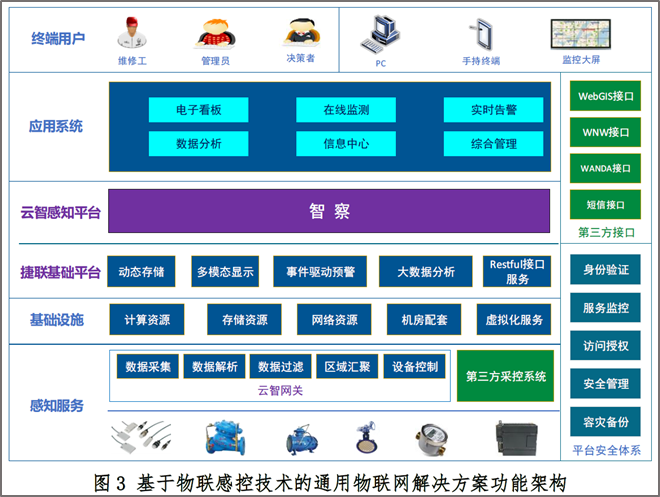 终端用户
维修工
管理员
决策者
PC
手持终端
监控大屏
应用系统
电子看板
在线监测
实时告警
数据分析
信息中心
综合管理
WebGIS接口
WNW接口
WANDA接口
短信接口
第三方接口
云智感知平台
智 察
捷联基础平台
动态存储
多模态显示
事件驱动预警
大数据分析
Restful接口
服务
基础设施
计算资源
存储资源
网络资源
机房配套
虚拟化服务
感知服务
数据采集
数据解析
数据过滤
区域汇聚
设备控制
云智网关
第三方采控系统
身份验证
服务监控
访问授权
安全管理
容灾备份
平台安全体系
图 3 基于物联感控技术的通用物联网解决方案功能架构